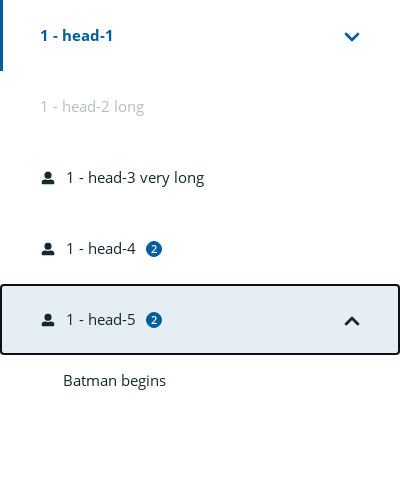 1 - head-1
1 - head-2 long
1 - head-3 very long
1 - head-4 2
1 - head-5 2
Batman begins